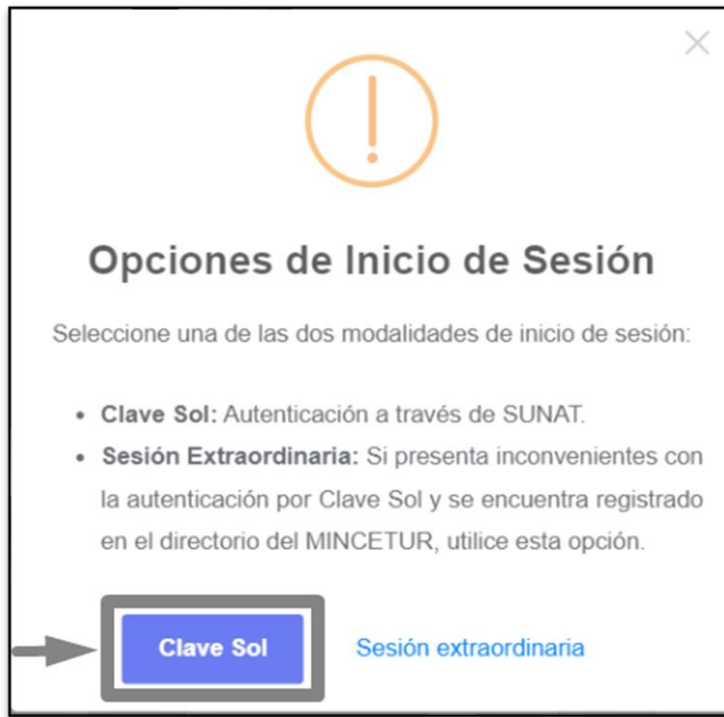 Opciones de Inicio de Sesión
Seleccione una de las dos modalidades de inicio de sesión:
• Clave Sol: Autenticación a través de SUNAT.
• Sesión Extraordinaria: Si presenta inconvenientes con
la autenticación por Clave Sol y se encuentra registrado
en el directorio del MINCETUR, utilice esta opción.
Clave Sol Sesión extraordinaria